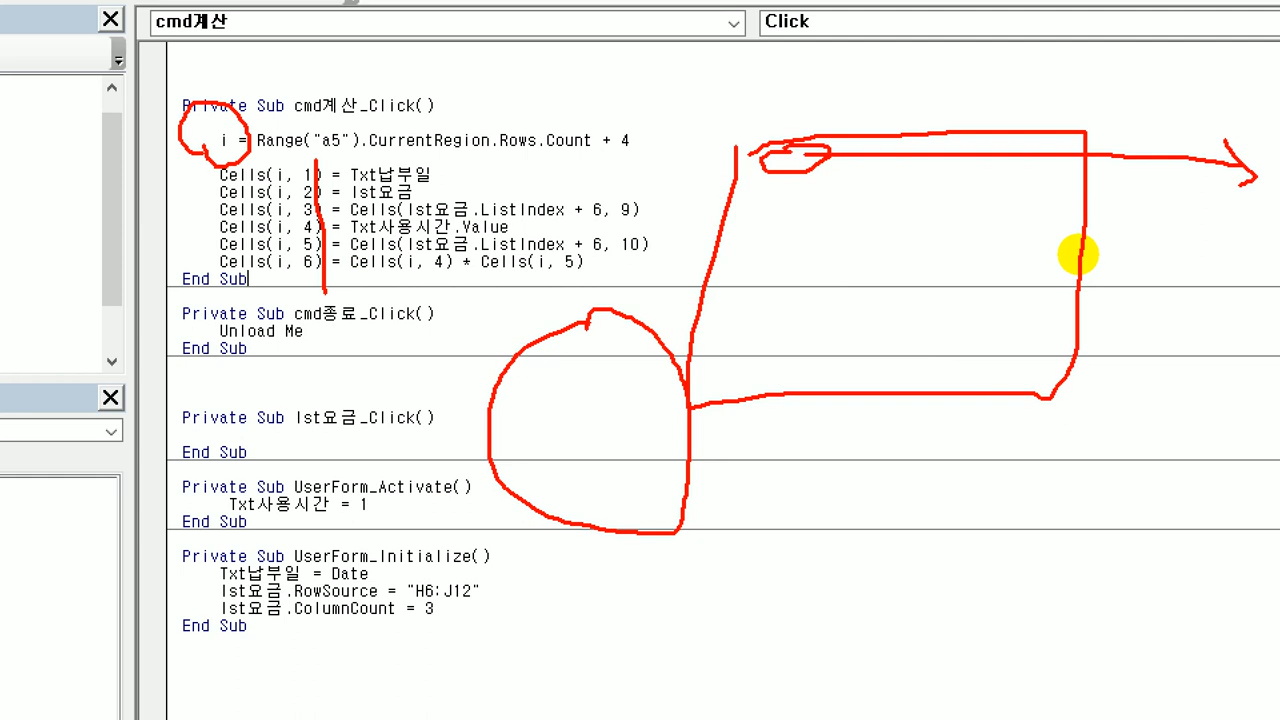 cmd계산
Click
Private Sub cmd계산_Click()
i = Range("a5").CurrentRegion.Rows.Count + 4
Cells(i, 1) = Txt납부일
Cells(i, 2) = lst요금
Cells(i, 3) = Cells(lst요금.ListIndex + 6, 9)
Cells(i, 4) = Txt사용시간.Value
Cells(i, 5) = Cells(lst요금.ListIndex + 6, 10)
Cells(i, 6) = Cells(i, 4) * Cells(i, 5)
End Sub
Private Sub cmd종료_Click()
Unload Me
End Sub
Private Sub lst요금_Click()
End Sub
Private Sub UserForm_Activate()
Txt사용시간 = 1
End Sub
Private Sub UserForm_Initialize()
Txt납부일 = Date
lst요금.RowSource = "H6:J12"
lst요금.ColumnCount = 3
End Sub